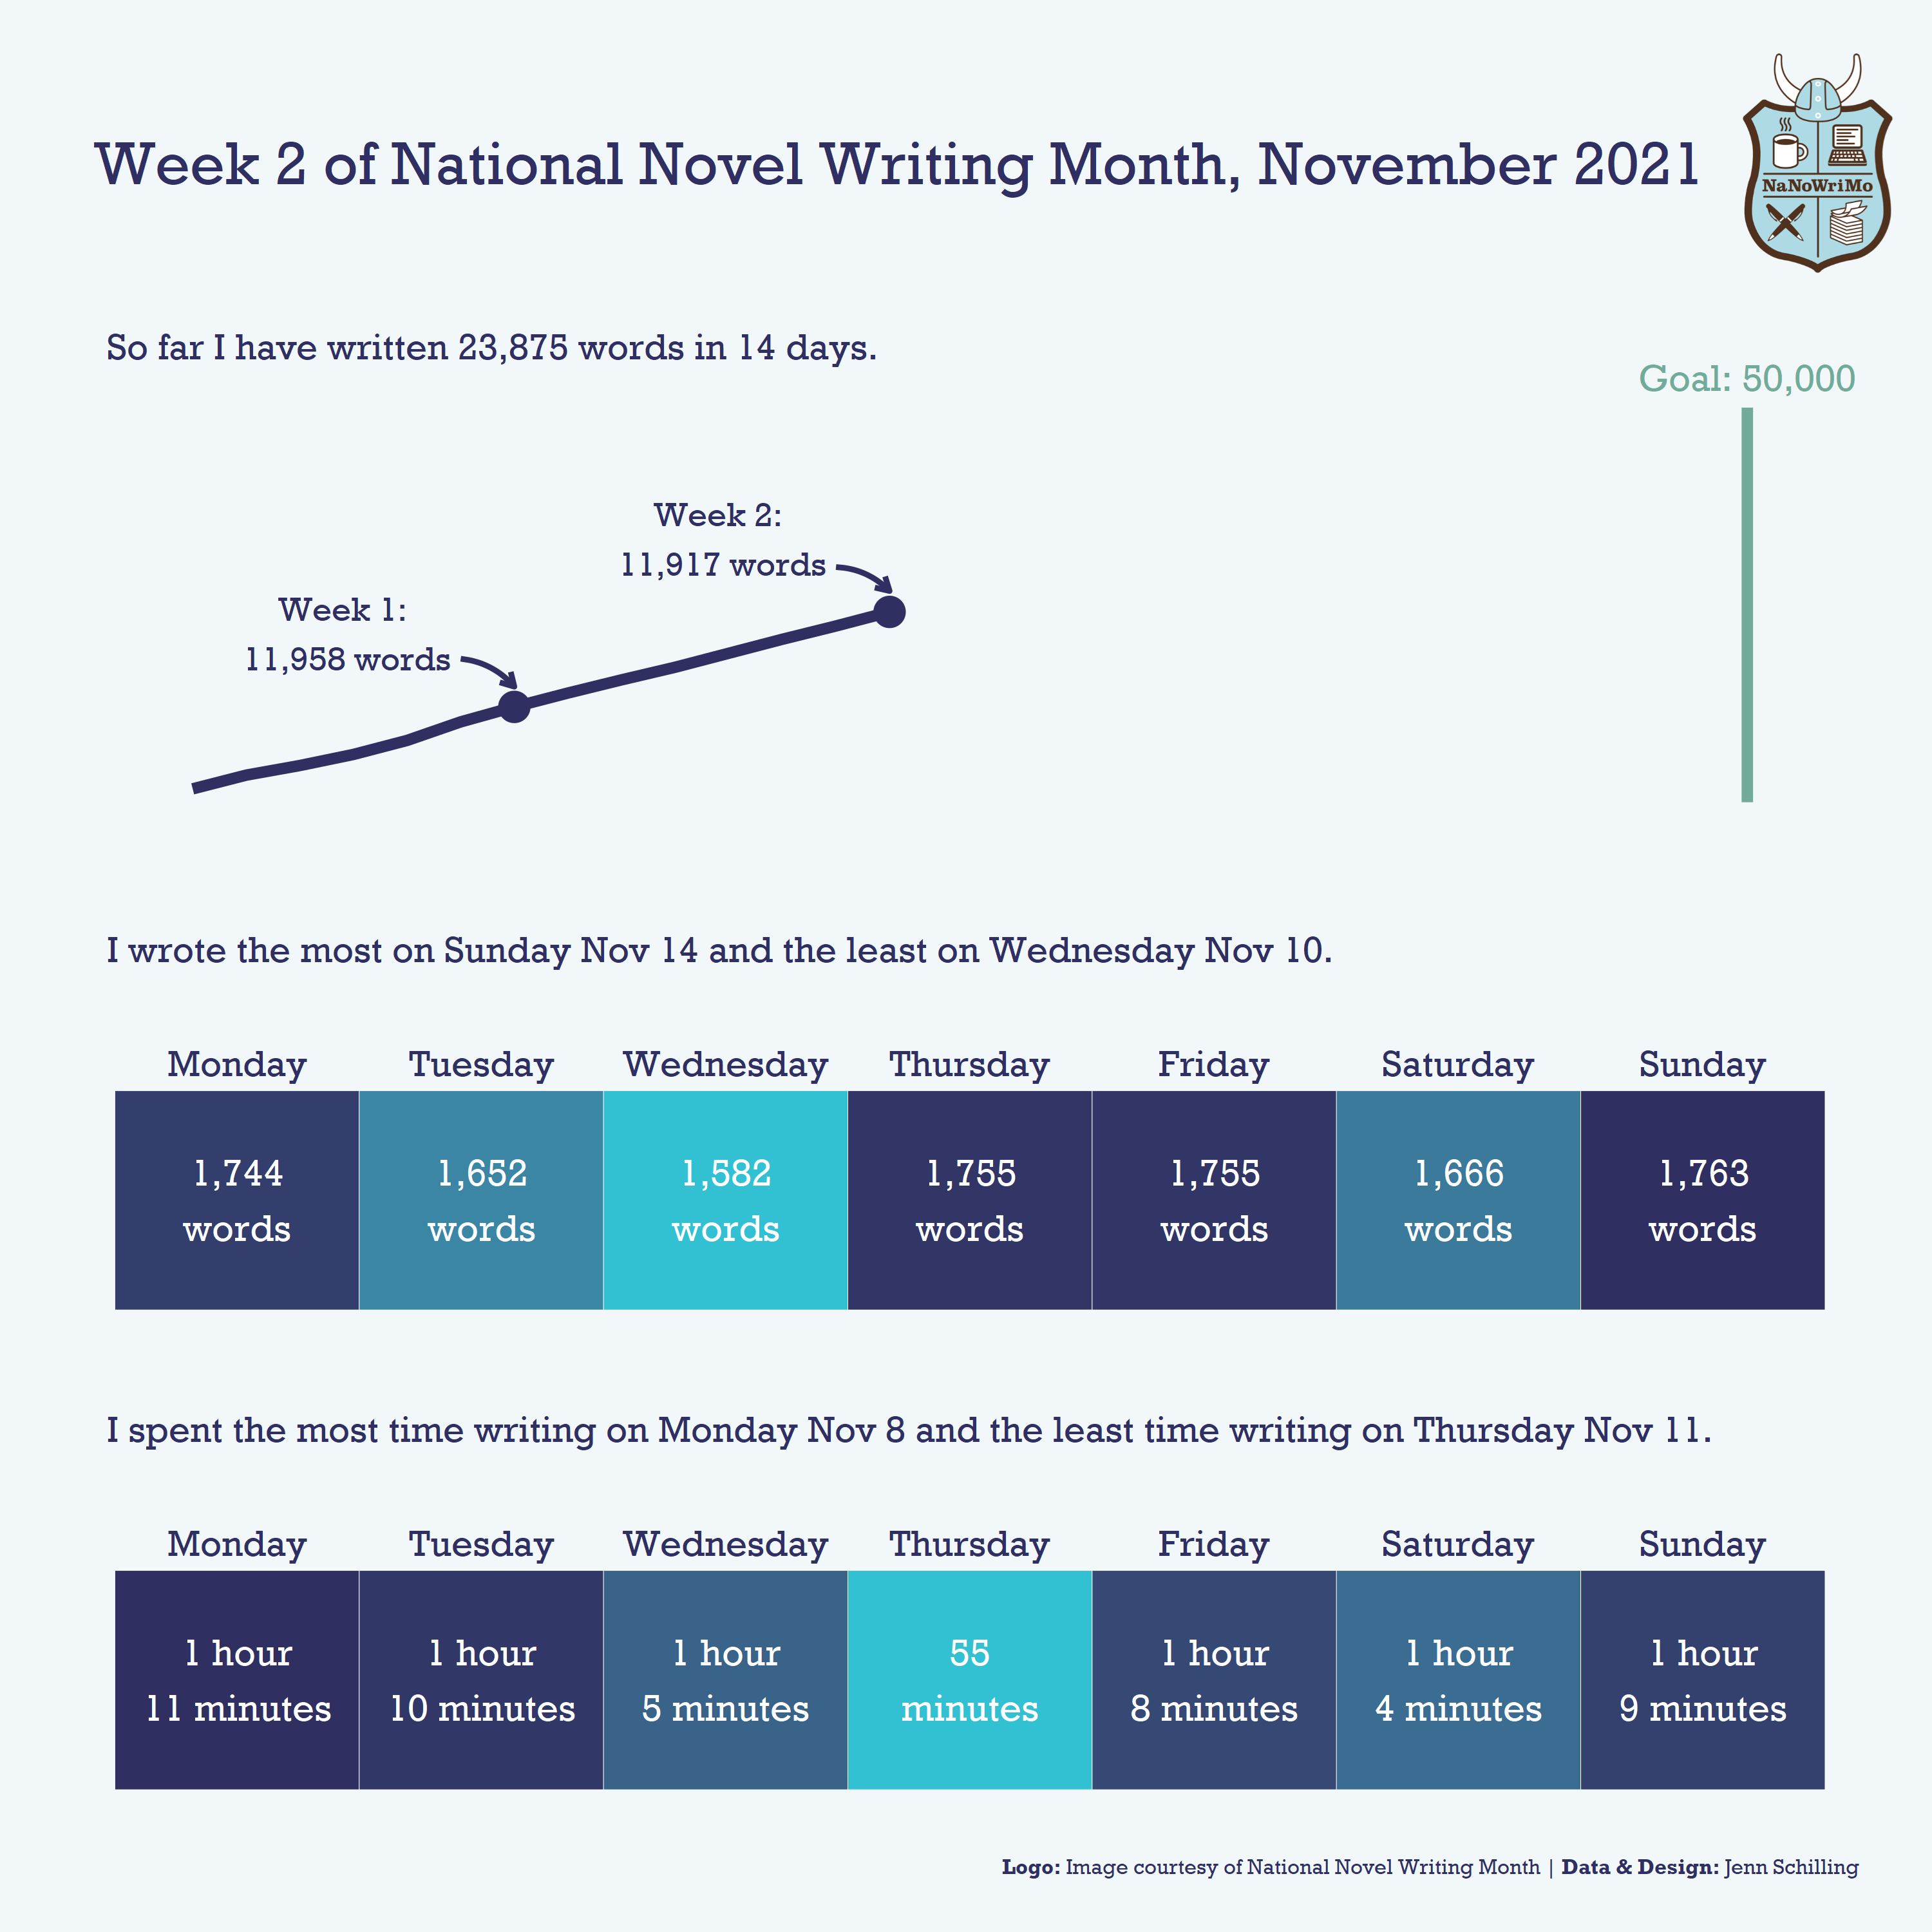 Week 2 of National Novel Writing Month, November 2021
NaNoWriMo
So far I have written 23,875 words in 14 days.
Goal: 50,000
Week 2:
11,917 words
Week 1:
11,958 words
I wrote the most on Sunday Nov 14 and the least on Wednesday Nov 10.
Monday Tuesday Wednesday Thursday Friday Saturday Sunday
1,744 1,652 1,582 1,755 1,755 1,666 1,763
words words words words words words words
I spent the most time writing on Monday Nov 8 and the least time writing on Thursday Nov 11.
Monday Tuesday Wednesday Thursday Friday Saturday Sunday
1 hour 1 hour 1 hour 55 1 hour 1 hour 1 hour
11 minutes 10 minutes 5 minutes minutes 8 minutes 4 minutes 9 minutes
Logo: Image courtesy of National Novel Writing Month | Data & Design: Jenn Schilling